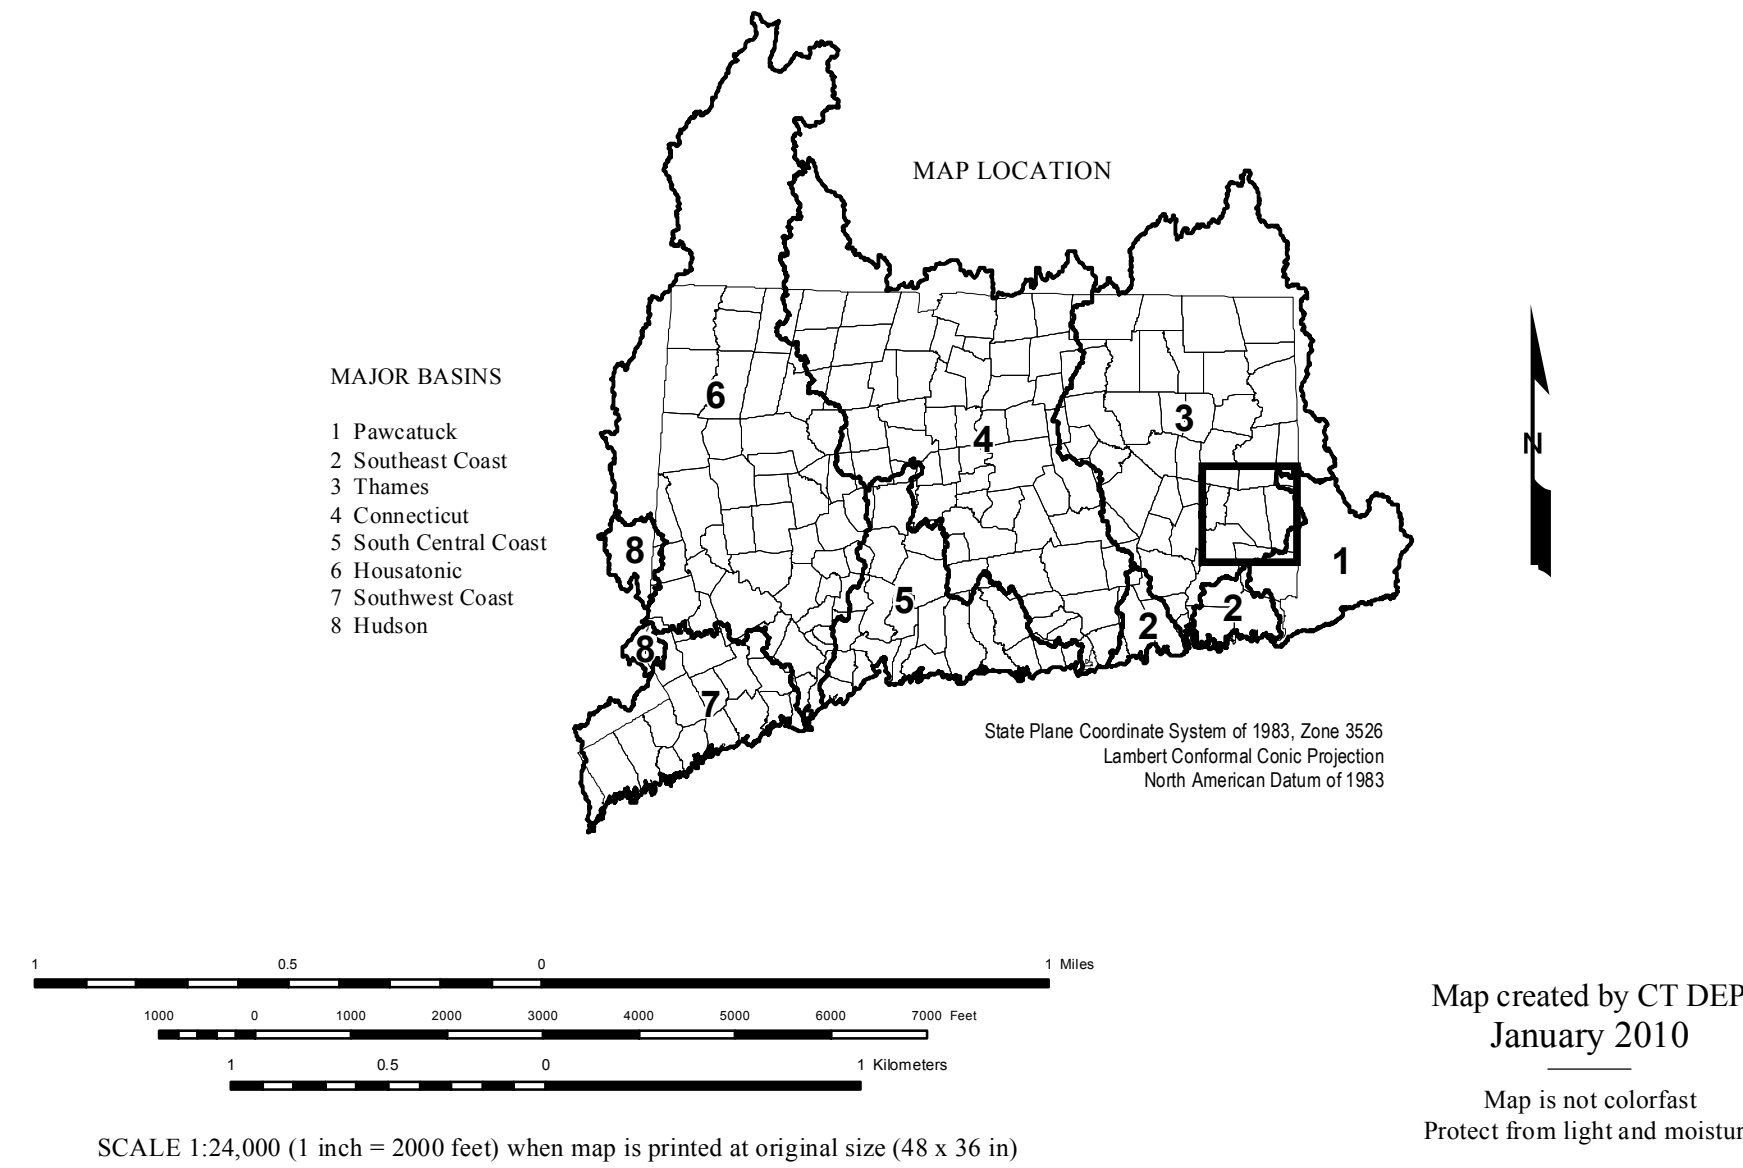 MAP LOCATION
MAJOR BASINS
1 Pawcatuck
2 Southeast Coast
3 Thames
4 Connecticut
5 South Central Coast
6 Housatonic
7 Southwest Coast
8 Hudson
6
3
4
8
1
5
2
2
8
7
N
State Plane Coordinate System of 1983, Zone 3526
Lambert Conformal Conic Projection
North American Datum of 1983
1 0.5 0 1 Miles
1000 0 1000 2000 3000 4000 5000 6000 7000 Feet
1 0.5 0 1 Kilometers
SCALE 1:24,000 (1 inch = 2000 feet) when map is printed at original size (48 x 36 in)
Map created by CT DEP
January 2010
Map is not colorfast
Protect from light and moistur